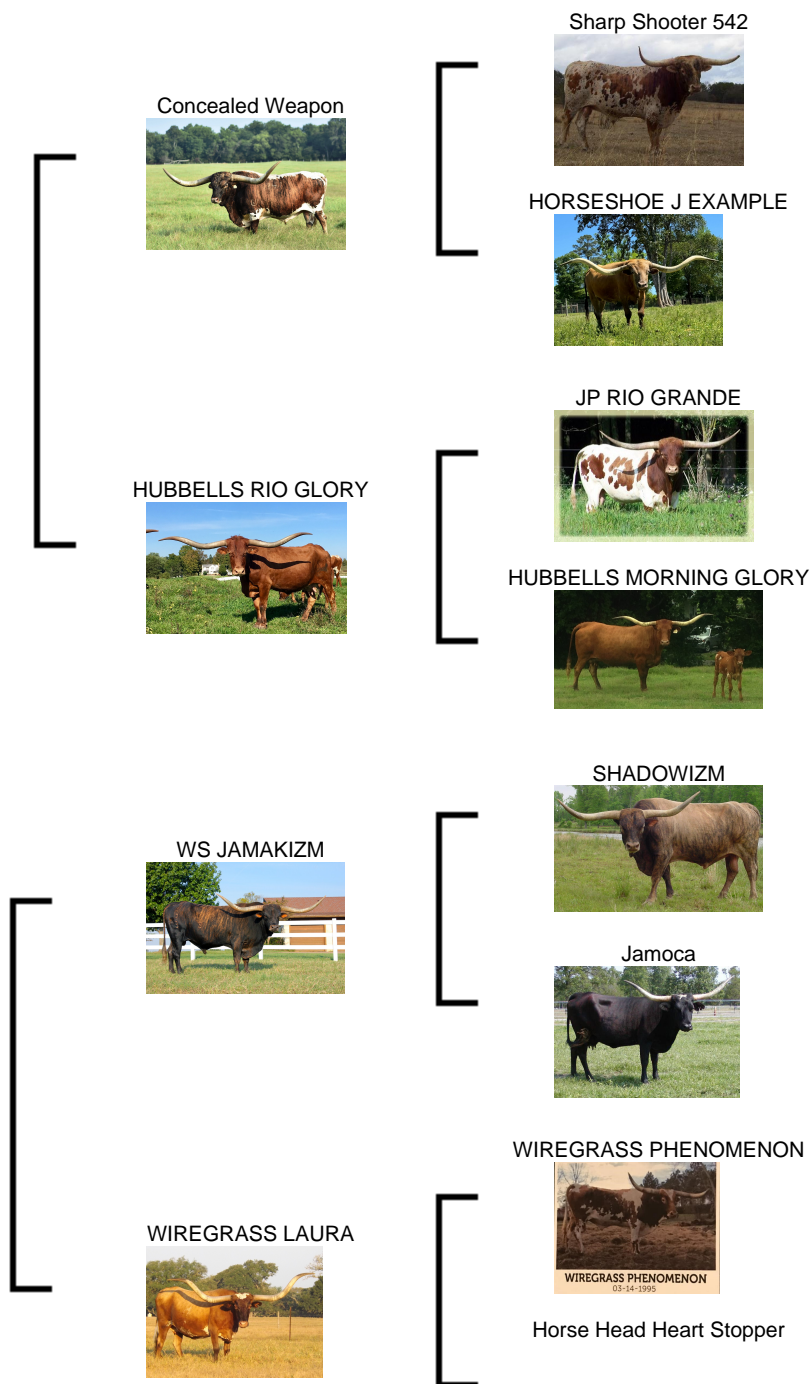 Sharp Shooter 542
Concealed Weapon
HORSESHOE J EXAMPLE
JP RIO GRANDE
HUBBELLS RIO GLORY
HUBBELLS MORNING GLORY
SHADOWIZM
WS JAMAKIZM
Jamoca
WIREGRASS PHENOMENON
WIREGRASS LAURA
WIREGRASS PHENOMENON
03-14-1995
Horse Head Heart Stopper